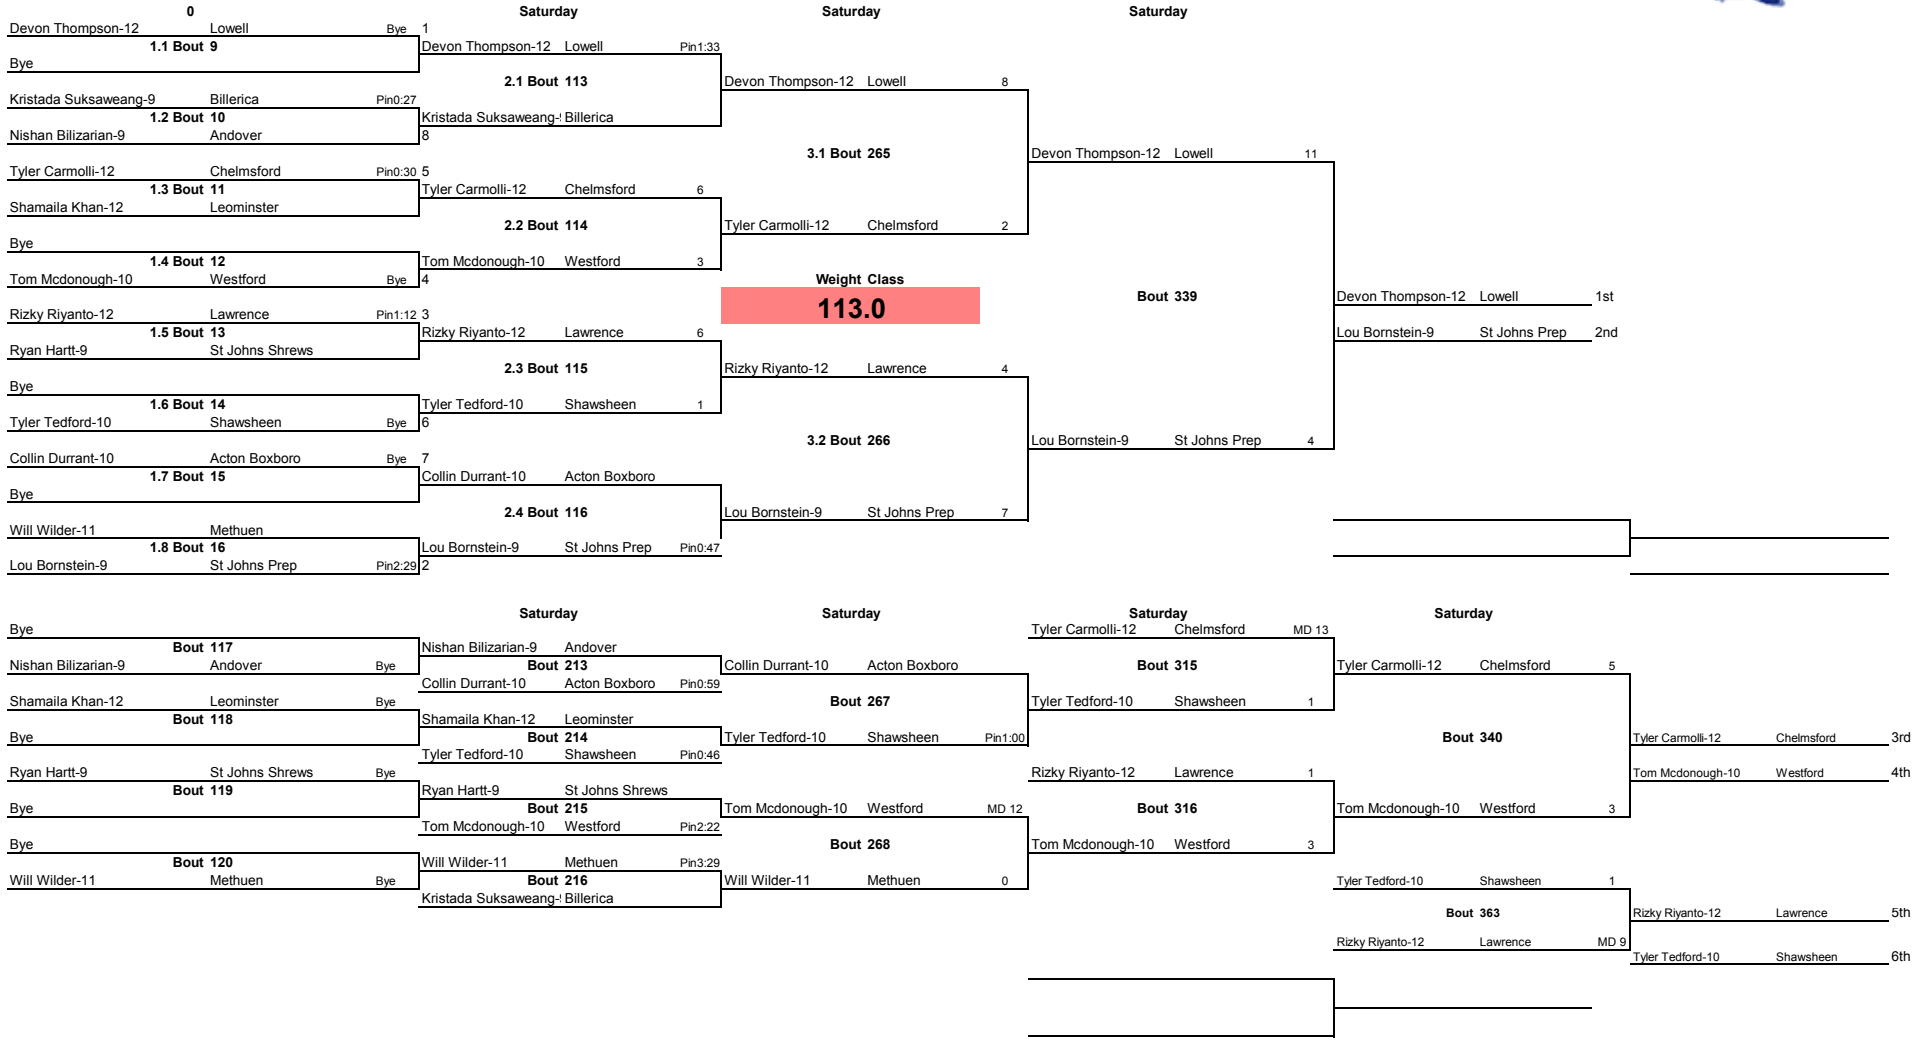 0 Saturday Saturday Saturday
Devon Thompson-12 Lowell Bye 1
1.1 Bout 9 Devon Thompson-12 Lowell Pin1:33
Bye
2.1 Bout 113 Devon Thompson-12 Lowell 8
Kristada Suksaweang-9 Billerica Pin0:27
1.2 Bout 10 Kristada Suksaweang- Billerica
Nishan Bilizarian-9 Andover 8
3.1 Bout 265 Devon Thompson-12 Lowell 11
Tyler Carmolli-12 Chelmsford Pin0:30 5
1.3 Bout 11 Tyler Carmolli-12 Chelmsford 6
Shamaila Khan-12 Leominster
2.2 Bout 114 Tyler Carmolli-12 Chelmsford 2
Bye
1.4 Bout 12 Tom Mcdonough-10 Westford 3
Tom Mcdonough-10 Westford Bye 4 Weight Class
Bout 339 Devon Thompson-12 Lowell 1st
113.0
Rizky Riyanto-12 Lawrence Pin1:12 3
1.5 Bout 13 Rizky Riyanto-12 Lawrence 6 Lou Bornstein-9 St Johns Prep 2nd
Ryan Hartt-9 St Johns Shrews
2.3 Bout 115 Rizky Riyanto-12 Lawrence 4
Bye
1.6 Bout 14 Tyler Tedford-10 Shawsheen 1
Tyler Tedford-10 Shawsheen Bye 6
3.2 Bout 266 Lou Bornstein-9 St Johns Prep 4
Collin Durrant-10 Acton Boxboro Bye 7
1.7 Bout 15 Collin Durrant-10 Acton Boxboro
Bye
2.4 Bout 116 Lou Bornstein-9 St Johns Prep 7
Will Wilder-11 Methuen
1.8 Bout 16 Lou Bornstein-9 St Johns Prep Pin0:47
Lou Bornstein-9 St Johns Prep Pin2:29 2
Saturday Saturday Saturday Saturday
Bye Tyler Carmolli-12 Chelmsford MD 13
Bout 117 Nishan Bilizarian-9 Andover
Nishan Bilizarian-9 Andover Bye Bout 213 Collin Durrant-10 Acton Boxboro Bout 315 Tyler Carmolli-12 Chelmsford 5
Collin Durrant-10 Acton Boxboro Pin0:59
Shamaila Khan-12 Leominster Bye Bout 267 Tyler Tedford-10 Shawsheen 1
Bout 118 Shamaila Khan-12 Leominster
Bye Bout 214 Tyler Tedford-10 Shawsheen Pin1:00 Bout 340 Tyler Carmolli-12 Chelmsford 3rd
Tyler Tedford-10 Shawsheen Pin0:46
Ryan Hartt-9 St Johns Shrews Bye Rizky Riyanto-12 Lawrence 1 Tom Mcdonough-10 Westford 4th
Bout 119 Ryan Hartt-9 St Johns Shrews
Bye Bout 215 Tom Mcdonough-10 Westford MD 12 Bout 316 Tom Mcdonough-10 Westford 3
Tom Mcdonough-10 Westford Pin2:22
Bye Bout 268 Tom Mcdonough-10 Westford 3
Bout 120 Will Wilder-11 Methuen Pin3:29
Will Wilder-11 Methuen Bye Bout 216 Will Wilder-11 Methuen 0 Tyler Tedford-10 Shawsheen 1
Kristada Suksaweang- Billerica
Bout 363 Rizky Riyanto-12 Lawrence 5th
Rizky Riyanto-12 Lawrence MD 9
Tyler Tedford-10 Shawsheen 6th